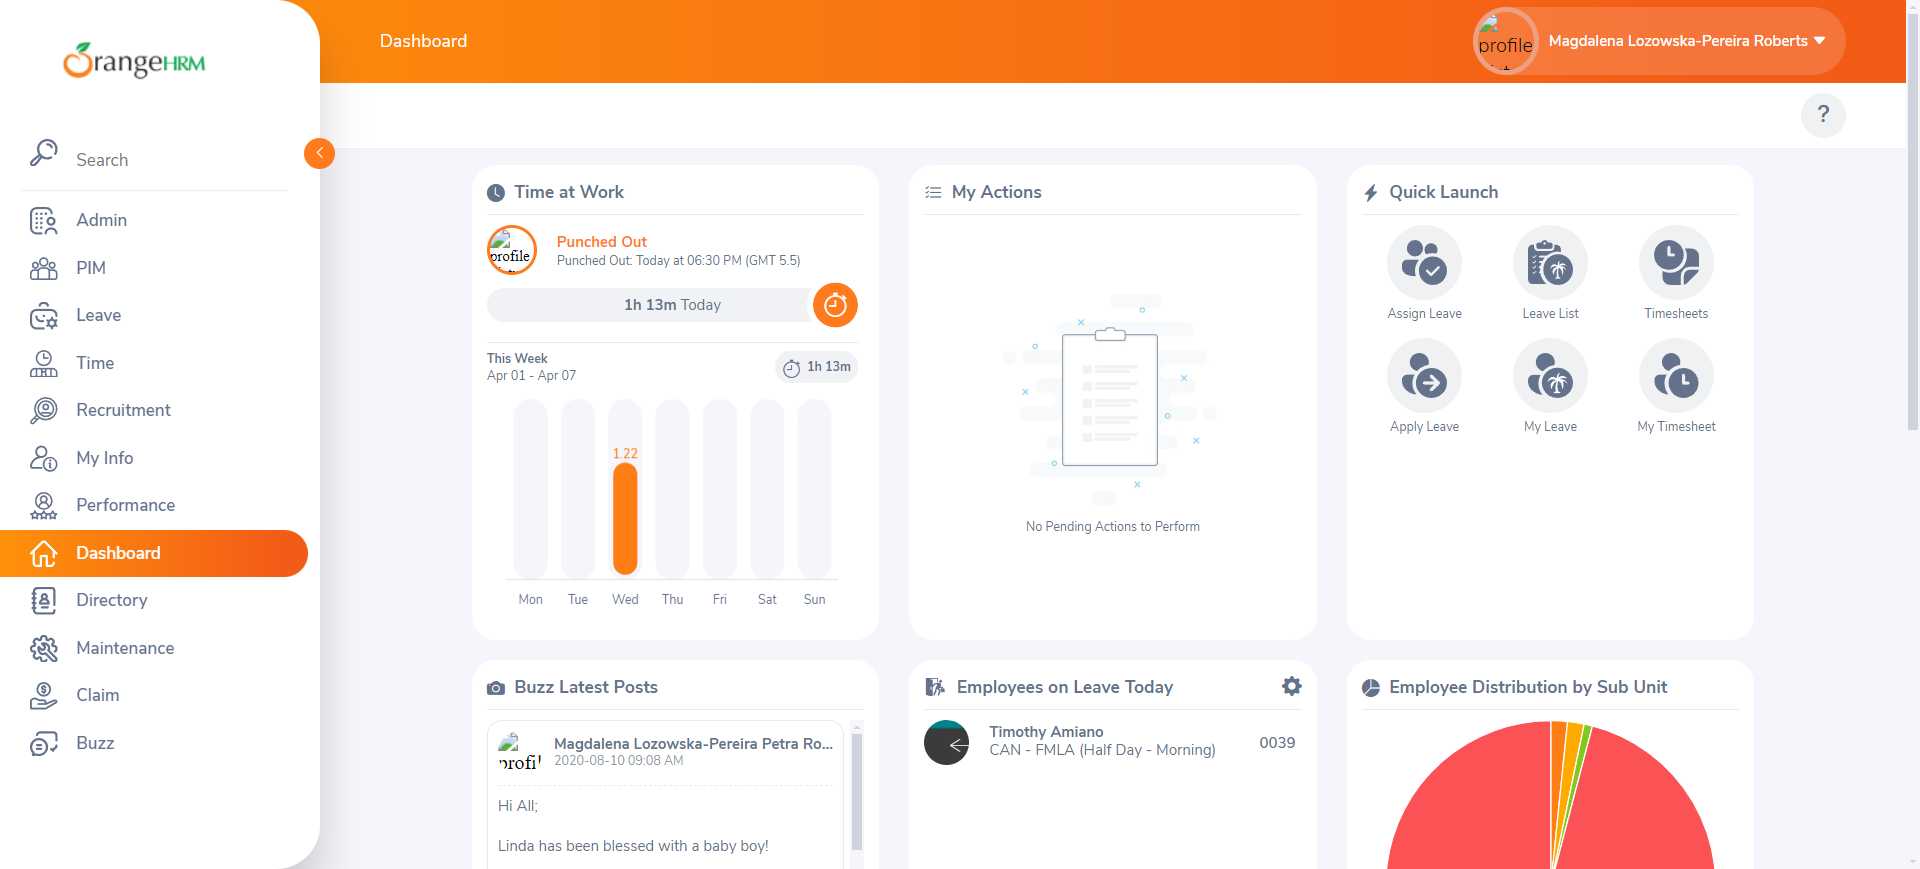 OrangeHRM
Search
Admin
PIM
Leave
Time
Recruitment
My Info
Performance
Dashboard
Directory
Maintenance
Claim
Buzz
Dashboard
profile
Magdalena Lozowska-Pereira Roberts
?
Time at Work
profile
Punched Out
Punched Out: Today at 06:30 PM (GMT 5.5)
1h 13m Today
This Week
Apr 01 - Apr 07
1h 13m
1.22
Mon Tue Wed Thu Fri Sat Sun
My Actions
No Pending Actions to Perform
Quick Launch
Assign Leave
Leave List
Timesheets
Apply Leave
My Leave
My Timesheet
Buzz Latest Posts
Magdalena Lozowska-Pereira Petra Ro...
2020-08-10 09:08 AM
Hi All;
Linda has been blessed with a baby boy!
Employees on Leave Today
Timothy Amiano
CAN - FMLA (Half Day - Morning)
0039
Employee Distribution by Sub Unit